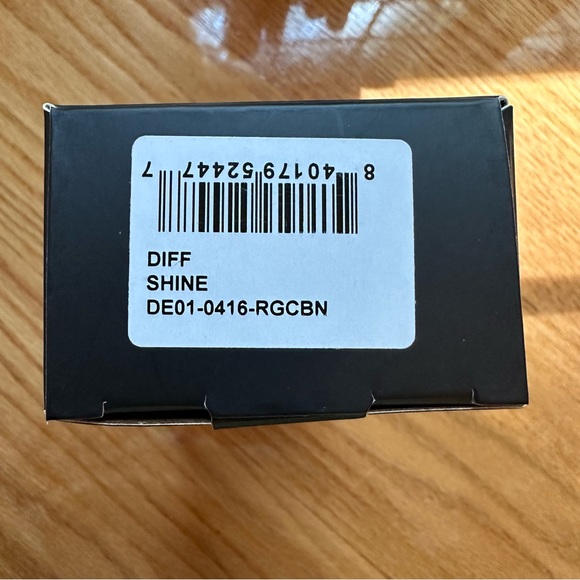 8 40179 52447 7
DIFF
SHINE
DE01-0416-RGCBN